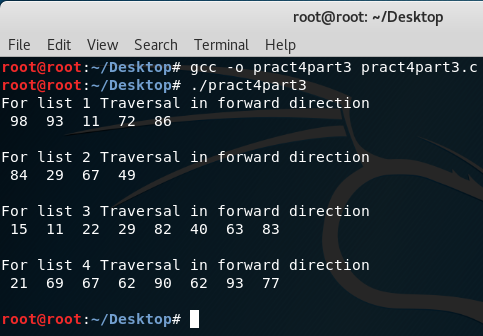 root@root: ~/Desktop
File Edit View Search Terminal Help
root@root:~/Desktop# gcc -o pract4part3 pract4part3.c
root@root:~/Desktop# ./pract4part3
For list 1 Traversal in forward direction
98 93 11 72 86
For list 2 Traversal in forward direction
84 29 67 49
For list 3 Traversal in forward direction
15 11 22 29 82 40 63 83
For list 4 Traversal in forward direction
21 69 67 62 90 62 93 77
root@root:~/Desktop#